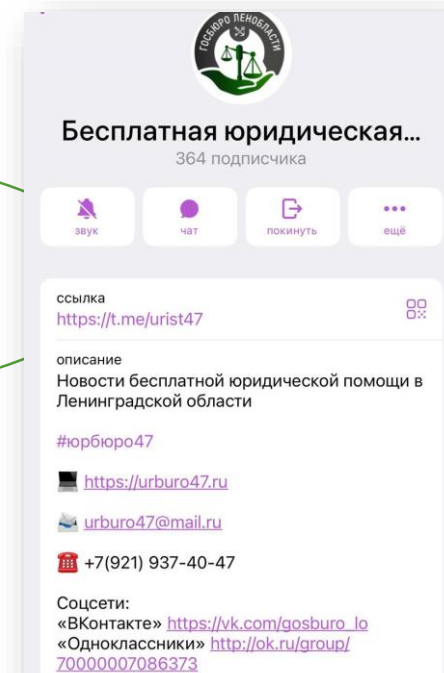 ГОСБЮРО ЛЕНОБЛАСТИ
Бесплатная юридическая...
364 подписчика
звук
чат
покинуть
ещё
ссылка
https://t.me/urist47
описание
Новости бесплатной юридической помощи в
Ленинградской области
#юрбюро47
https://urburo47.ru
urburo47@mail.ru
+7(921) 937-40-47
Соцсети:
«ВКонтакте» https://vk.com/gosburo_lo
«Одноклассники» http://ok.ru/group/
70000007086373